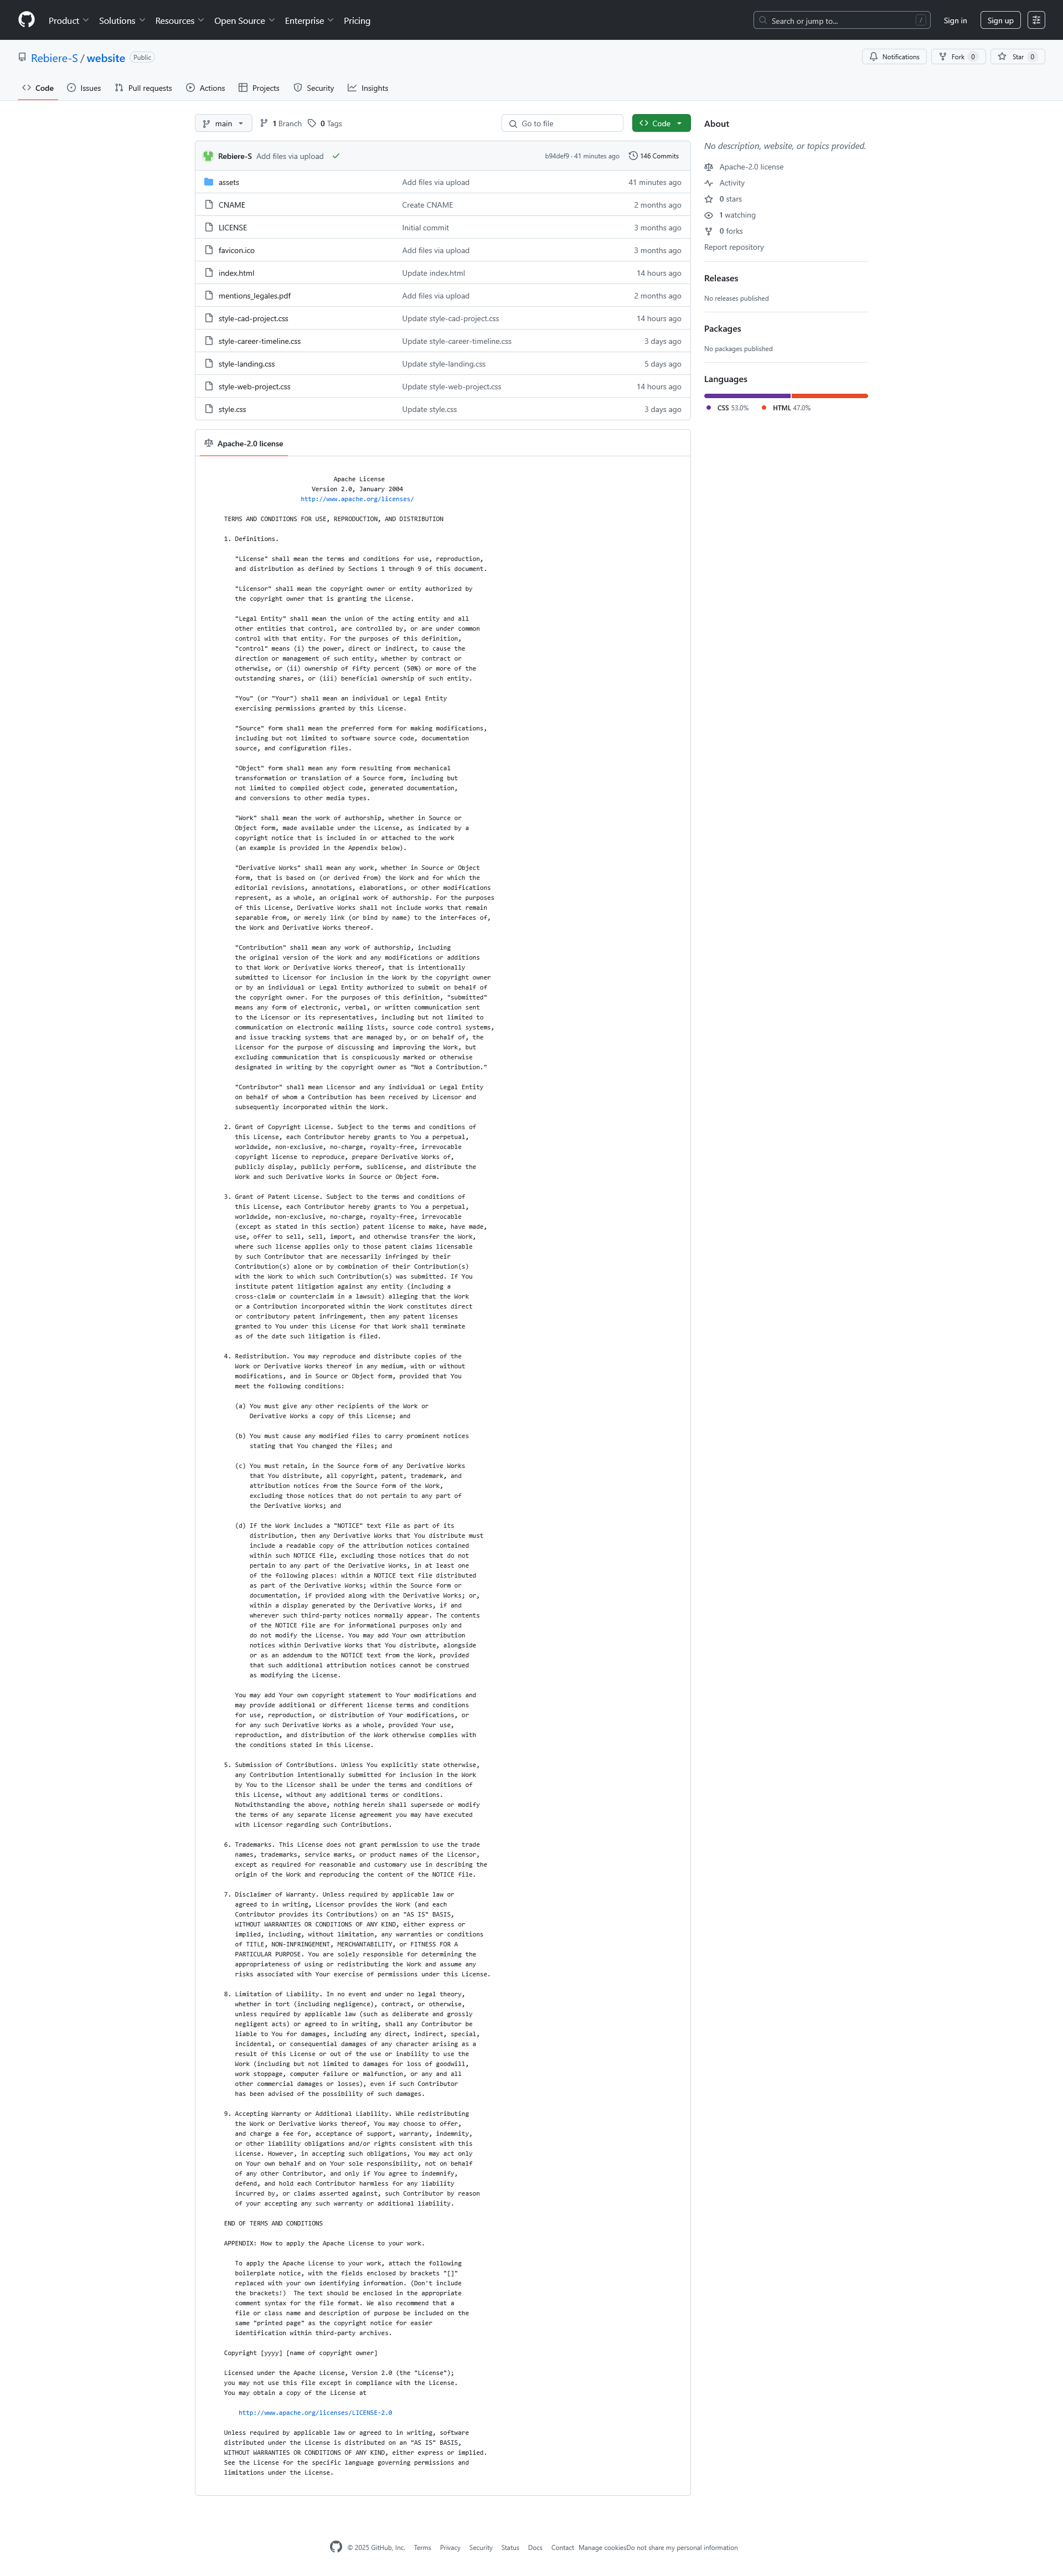 Product Solutions Resources Open Source Enterprise Pricing Search or jump to... / Sign in Sign up
Rebiere-S / website Public Notifications Fork 0 Star 0
Code Issues Pull requests Actions Projects Security Insights
main 1 Branch 0 Tags Go to file Code
Rebiere-S Add files via upload b94def9 · 41 minutes ago 146 Commits
assets Add files via upload 41 minutes ago
CNAME Create CNAME 2 months ago
LICENSE Initial commit 3 months ago
favicon.ico Add files via upload 3 months ago
index.html Update index.html 14 hours ago
mentions_legales.pdf Add files via upload 2 months ago
style-cad-project.css Update style-cad-project.css 14 hours ago
style-career-timeline.css Update style-career-timeline.css 3 days ago
style-landing.css Update style-landing.css 5 days ago
style-web-project.css Update style-web-project.css 14 hours ago
style.css Update style.css 3 days ago
About
No description, website, or topics provided.
Apache-2.0 license
Activity
0 stars
1 watching
0 forks
Report repository
Releases
No releases published
Packages
No packages published
Languages
CSS 53.0% HTML 47.0%
Apache-2.0 license
Apache License
Version 2.0, January 2004
http://www.apache.org/licenses/
TERMS AND CONDITIONS FOR USE, REPRODUCTION, AND DISTRIBUTION
1. Definitions.
"License" shall mean the terms and conditions for use, reproduction,
and distribution as defined by Sections 1 through 9 of this document.
"Licensor" shall mean the copyright owner or entity authorized by
the copyright owner that is granting the License.
"Legal Entity" shall mean the union of the acting entity and all
other entities that control, are controlled by, or are under common
control with that entity. For the purposes of this definition,
"control" means (i) the power, direct or indirect, to cause the
direction or management of such entity, whether by contract or
otherwise, or (ii) ownership of fifty percent (50%) or more of the
outstanding shares, or (iii) beneficial ownership of such entity.
"You" (or "Your") shall mean an individual or Legal Entity
exercising permissions granted by this License.
"Source" form shall mean the preferred form for making modifications,
including but not limited to software source code, documentation
source, and configuration files.
"Object" form shall mean any form resulting from mechanical
transformation or translation of a Source form, including but
not limited to compiled object code, generated documentation,
and conversions to other media types.
"Work" shall mean the work of authorship, whether in Source or
Object form, made available under the License, as indicated by a
copyright notice that is included in or attached to the work
(an example is provided in the Appendix below).
"Derivative Works" shall mean any work, whether in Source or Object
form, that is based on (or derived from) the Work and for which the
editorial revisions, annotations, elaborations, or other modifications
represent, as a whole, an original work of authorship. For the purposes
of this License, Derivative Works shall not include works that remain
separable from, or merely link (or bind by name) to the interfaces of,
the Work and Derivative Works thereof.
"Contribution" shall mean any work of authorship, including
the original version of the Work and any modifications or additions
to that Work or Derivative Works thereof, that is intentionally
submitted to Licensor for inclusion in the Work by the copyright owner
or by an individual or Legal Entity authorized to submit on behalf of
the copyright owner. For the purposes of this definition, "submitted"
means any form of electronic, verbal, or written communication sent
to the Licensor or its representatives, including but not limited to
communication on electronic mailing lists, source code control systems,
and issue tracking systems that are managed by, or on behalf of, the
Licensor for the purpose of discussing and improving the Work, but
excluding communication that is conspicuously marked or otherwise
designated in writing by the copyright owner as "Not a Contribution."
"Contributor" shall mean Licensor and any individual or Legal Entity
on behalf of whom a Contribution has been received by Licensor and
subsequently incorporated within the Work.
2. Grant of Copyright License. Subject to the terms and conditions of
this License, each Contributor hereby grants to You a perpetual,
worldwide, non-exclusive, no-charge, royalty-free, irrevocable
copyright license to reproduce, prepare Derivative Works of,
publicly display, publicly perform, sublicense, and distribute the
Work and such Derivative Works in Source or Object form.
3. Grant of Patent License. Subject to the terms and conditions of
this License, each Contributor hereby grants to You a perpetual,
worldwide, non-exclusive, no-charge, royalty-free, irrevocable
(except as stated in this section) patent license to make, have made,
use, offer to sell, sell, import, and otherwise transfer the Work,
where such license applies only to those patent claims licensable
by such Contributor that are necessarily infringed by their
Contribution(s) alone or by combination of their Contribution(s)
with the Work to which such Contribution(s) was submitted. If You
institute patent litigation against any entity (including a
cross-claim or counterclaim in a lawsuit) alleging that the Work
or a Contribution incorporated within the Work constitutes direct
or contributory patent infringement, then any patent licenses
granted to You under this License for that Work shall terminate
as of the date such litigation is filed.
4. Redistribution. You may reproduce and distribute copies of the
Work or Derivative Works thereof in any medium, with or without
modifications, and in Source or Object form, provided that You
meet the following conditions:
(a) You must give any other recipients of the Work or
Derivative Works a copy of this License; and
(b) You must cause any modified files to carry prominent notices
stating that You changed the files; and
(c) You must retain, in the Source form of any Derivative Works
that You distribute, all copyright, patent, trademark, and
attribution notices from the Source form of the Work,
excluding those notices that do not pertain to any part of
the Derivative Works; and
(d) If the Work includes a "NOTICE" text file as part of its
distribution, then any Derivative Works that You distribute must
include a readable copy of the attribution notices contained
within such NOTICE file, excluding those notices that do not
pertain to any part of the Derivative Works, in at least one
of the following places: within a NOTICE text file distributed
as part of the Derivative Works; within the Source form or
documentation, if provided along with the Derivative Works; or,
within a display generated by the Derivative Works, if and
wherever such third-party notices normally appear. The contents
of the NOTICE file are for informational purposes only and
do not modify the License. You may add Your own attribution
notices within Derivative Works that You distribute, alongside
or as an addendum to the NOTICE text from the Work, provided
that such additional attribution notices cannot be construed
as modifying the License.
You may add Your own copyright statement to Your modifications and
may provide additional or different license terms and conditions
for use, reproduction, or distribution of Your modifications, or
for any such Derivative Works as a whole, provided Your use,
reproduction, and distribution of the Work otherwise complies with
the conditions stated in this License.
5. Submission of Contributions. Unless You explicitly state otherwise,
any Contribution intentionally submitted for inclusion in the Work
by You to the Licensor shall be under the terms and conditions of
this License, without any additional terms or conditions.
Notwithstanding the above, nothing herein shall supersede or modify
the terms of any separate license agreement you may have executed
with Licensor regarding such Contributions.
6. Trademarks. This License does not grant permission to use the trade
names, trademarks, service marks, or product names of the Licensor,
except as required for reasonable and customary use in describing the
origin of the Work and reproducing the content of the NOTICE file.
7. Disclaimer of Warranty. Unless required by applicable law or
agreed to in writing, Licensor provides the Work (and each
Contributor provides its Contributions) on an "AS IS" BASIS,
WITHOUT WARRANTIES OR CONDITIONS OF ANY KIND, either express or
implied, including, without limitation, any warranties or conditions
of TITLE, NON-INFRINGEMENT, MERCHANTABILITY, or FITNESS FOR A
PARTICULAR PURPOSE. You are solely responsible for determining the
appropriateness of using or redistributing the Work and assume any
risks associated with Your exercise of permissions under this License.
8. Limitation of Liability. In no event and under no legal theory,
whether in tort (including negligence), contract, or otherwise,
unless required by applicable law (such as deliberate and grossly
negligent acts) or agreed to in writing, shall any Contributor be
liable to You for damages, including any direct, indirect, special,
incidental, or consequential damages of any character arising as a
result of this License or out of the use or inability to use the
Work (including but not limited to damages for loss of goodwill,
work stoppage, computer failure or malfunction, or any and all
other commercial damages or losses), even if such Contributor
has been advised of the possibility of such damages.
9. Accepting Warranty or Additional Liability. While redistributing
the Work or Derivative Works thereof, You may choose to offer,
and charge a fee for, acceptance of support, warranty, indemnity,
or other liability obligations and/or rights consistent with this
License. However, in accepting such obligations, You may act only
on Your own behalf and on Your sole responsibility, not on behalf
of any other Contributor, and only if You agree to indemnify,
defend, and hold each Contributor harmless for any liability
incurred by, or claims asserted against, such Contributor by reason
of your accepting any such warranty or additional liability.
END OF TERMS AND CONDITIONS
APPENDIX: How to apply the Apache License to your work.
To apply the Apache License to your work, attach the following
boilerplate notice, with the fields enclosed by brackets "[]"
replaced with your own identifying information. (Don't include
the brackets!)  The text should be enclosed in the appropriate
comment syntax for the file format. We also recommend that a
file or class name and description of purpose be included on the
same "printed page" as the copyright notice for easier
identification within third-party archives.
Copyright [yyyy] [name of copyright owner]
Licensed under the Apache License, Version 2.0 (the "License");
you may not use this file except in compliance with the License.
You may obtain a copy of the License at
http://www.apache.org/licenses/LICENSE-2.0
Unless required by applicable law or agreed to in writing, software
distributed under the License is distributed on an "AS IS" BASIS,
WITHOUT WARRANTIES OR CONDITIONS OF ANY KIND, either express or implied.
See the License for the specific language governing permissions and
limitations under the License.
© 2025 GitHub, Inc. Terms Privacy Security Status Docs Contact Manage cookies Do not share my personal information